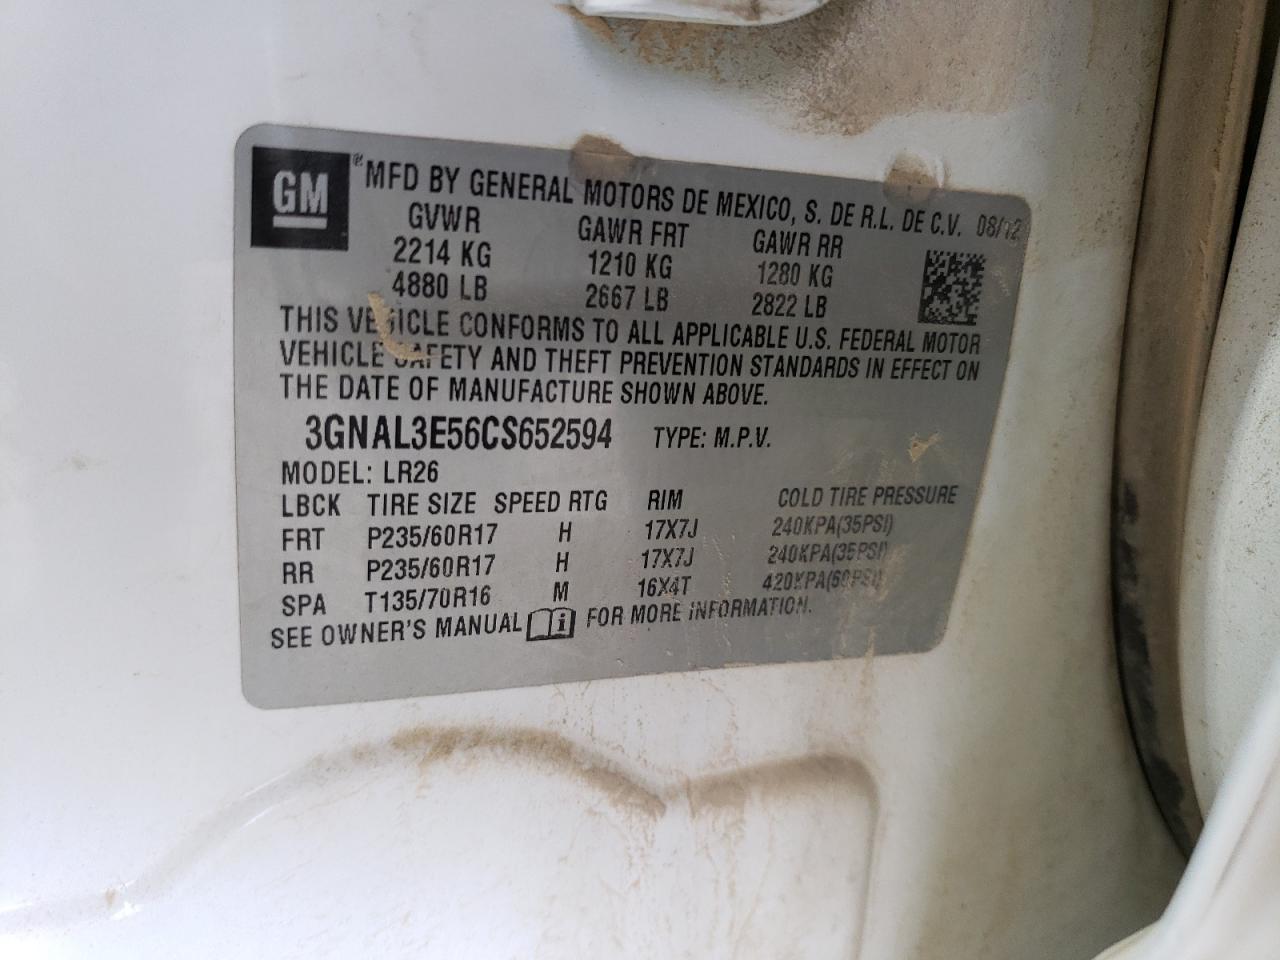 GM ® MFD BY GENERAL MOTORS DE MEXICO, S. DE R.L. DE C.V. 08/12
GVWR GAWR FRT GAWR RR
2214 KG 1210 KG 1280 KG
4880 LB 2667 LB 2822 LB
THIS VEHICLE CONFORMS TO ALL APPLICABLE U.S. FEDERAL MOTOR
VEHICLE SAFETY AND THEFT PREVENTION STANDARDS IN EFFECT ON
THE DATE OF MANUFACTURE SHOWN ABOVE.
3GNAL3E56CS652594 TYPE: M.P.V.
MODEL: LR26
LBCK TIRE SIZE SPEED RTG RIM COLD TIRE PRESSURE
FRT P235/60R17 H 17X7J 240KPA(35PSI)
RR P235/60R17 H 17X7J 240KPA(35PSI)
SPA T135/70R16 M 16X4T 420KPA(60PSI)
SEE OWNER'S MANUAL i FOR MORE INFORMATION.